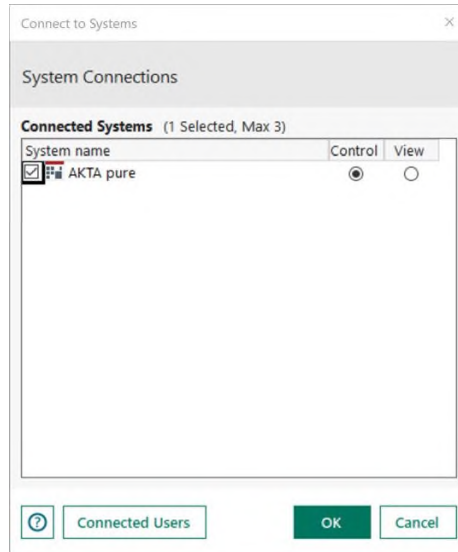 Connect to Systems
System Connections
Connected Systems (1 Selected, Max 3)
System name Control View
AKTA pure
? Connected Users OK Cancel